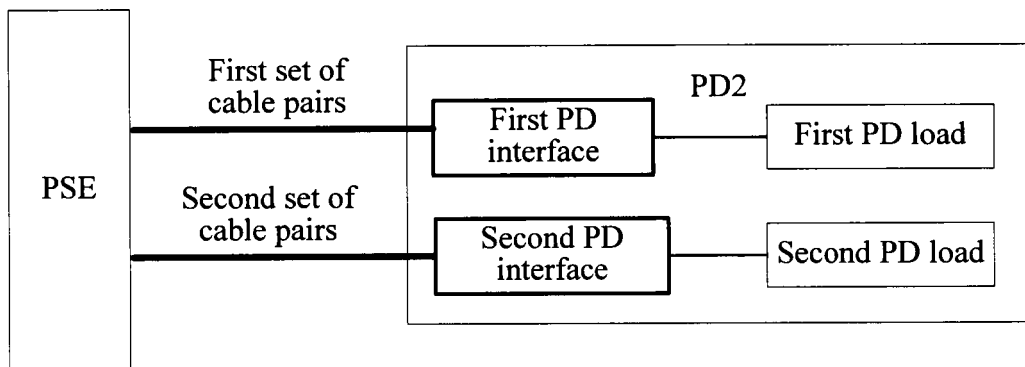 PSE
First set of
cable pairs
Second set of
cable pairs
PD2
First PD
interface
First PD load
Second PD
interface
Second PD load